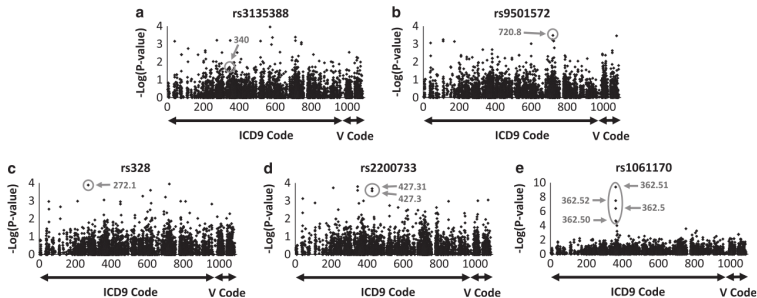 a
rs3135388
-Log(P-value)
4
3
2
1
0
340
0 200 400 600 800 1000
ICD9 Code
V Code
b
rs9501572
-Log(P-value)
4
3
2
1
0
720.8
0 200 400 600 800 1000
ICD9 Code
V Code
c
rs328
-Log(P-value)
4
3
2
1
0
272.1
0 200 400 600 800 1000
ICD9 Code
V Code
d
rs2200733
-Log(P-value)
4
3
2
1
0
427.31
427.3
0 200 400 600 800 1000
ICD9 Code
V Code
e
rs1061170
-Log(P-value)
10
8
6
4
2
0
362.51
362.52
362.5
362.50
0 200 400 600 800 1000
ICD9 Code
V Code